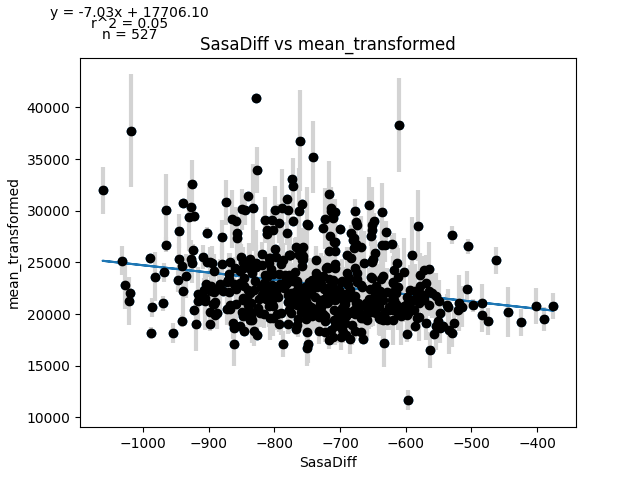 y = -7.03x + 17706.10
r^2 = 0.05
n = 527
SasaDiff vs mean_transformed
mean_transformed
40000
35000
30000
25000
20000
15000
10000
−1000
−900
−800
−700
−600
−500
−400
SasaDiff